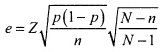 e = Z√(p(1−p)/n) √(N−n/N−1)